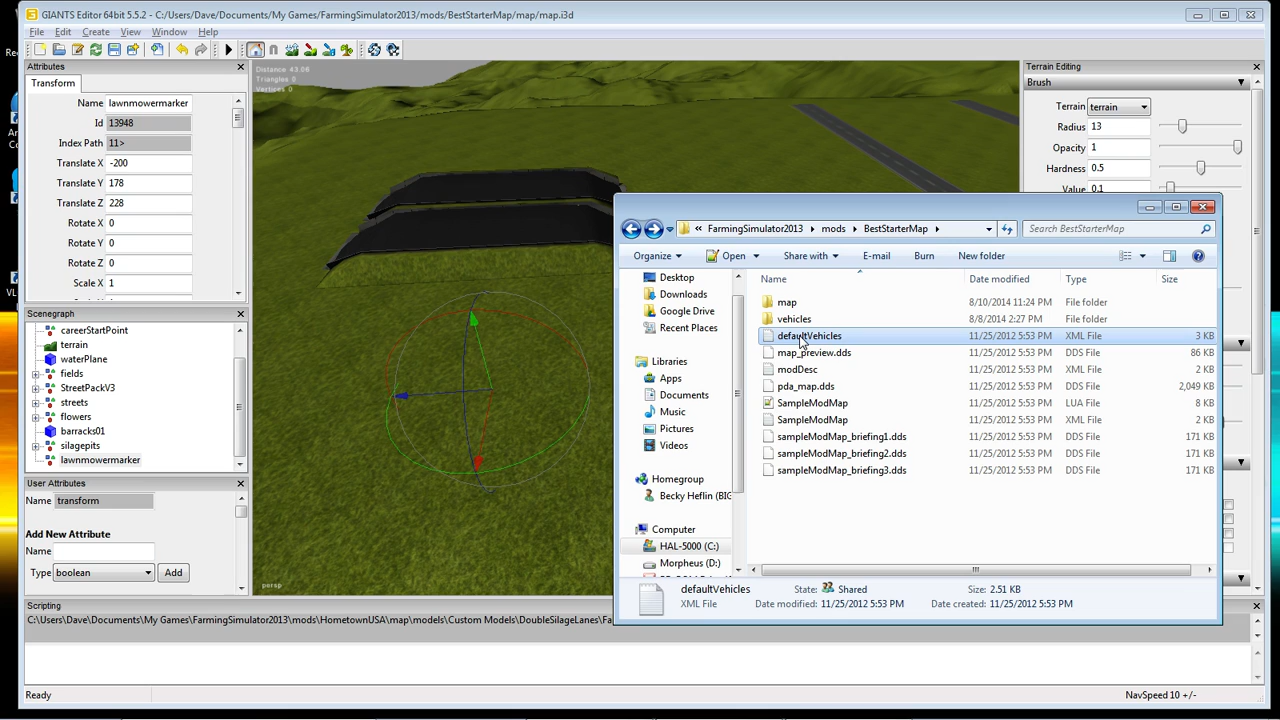 GIANTS Editor 64bit 5.5.2 - C:/Users/Dave/Documents/My Games/FarmingSimulator2013/mods/BestStarterMap/map/map.i3d
File Edit Create View Window Help
Attributes
Transform
Name lawnmowermarker
Id 13948
Index Path 11>
Translate X -200
Translate Y 178
Translate Z 228
Rotate X 0
Rotate Y 0
Rotate Z 0
Scale X 1
Scenegraph
careerStartPoint
terrain
waterPlane
fields
StreetPackV3
streets
flowers
barracks01
silagepits
lawnmowermarker
User Attributes
Name transform
Add New Attribute
Name
Type boolean Add
Distance 43.06
Triangles 0
Vertices 0
persp
Terrain Editing
Brush
Terrain terrain
Radius 13
Opacity 1
Hardness 0.5
Value 0.1
« FarmingSimulator2013 mods BestStarterMap
Search BestStarterMap
Organize Open Share with E-mail Burn New folder
Desktop
Downloads
Google Drive
Recent Places
Libraries
Apps
Documents
Music
Pictures
Videos
Homegroup
Becky Heflin (BIG
Computer
HAL-5000 (C:)
Morpheus (D:)
Name Date modified Type Size
map 8/10/2014 11:24 PM File folder
vehicles 8/8/2014 2:27 PM File folder
defaultVehicles 11/25/2012 5:53 PM XML File 3 KB
map_preview.dds 11/25/2012 5:53 PM DDS File 86 KB
modDesc 11/25/2012 5:53 PM XML File 2 KB
pda_map.dds 11/25/2012 5:53 PM DDS File 2,049 KB
SampleModMap 11/25/2012 5:53 PM LUA File 8 KB
SampleModMap 11/25/2012 5:53 PM XML File 2 KB
sampleModMap_briefing1.dds 11/25/2012 5:53 PM DDS File 171 KB
sampleModMap_briefing2.dds 11/25/2012 5:53 PM DDS File 171 KB
sampleModMap_briefing3.dds 11/25/2012 5:53 PM DDS File 171 KB
defaultVehicles State: Shared Size: 2.51 KB
XML File Date modified: 11/25/2012 5:53 PM Date created: 11/25/2012 5:53 PM
Scripting
C:\Users\Dave\Documents\My Games\FarmingSimulator2013\mods\HometownUSA\map\models\Custom Models\DoubleSilageLanes\Fa
Ready
NavSpeed 10 +/-